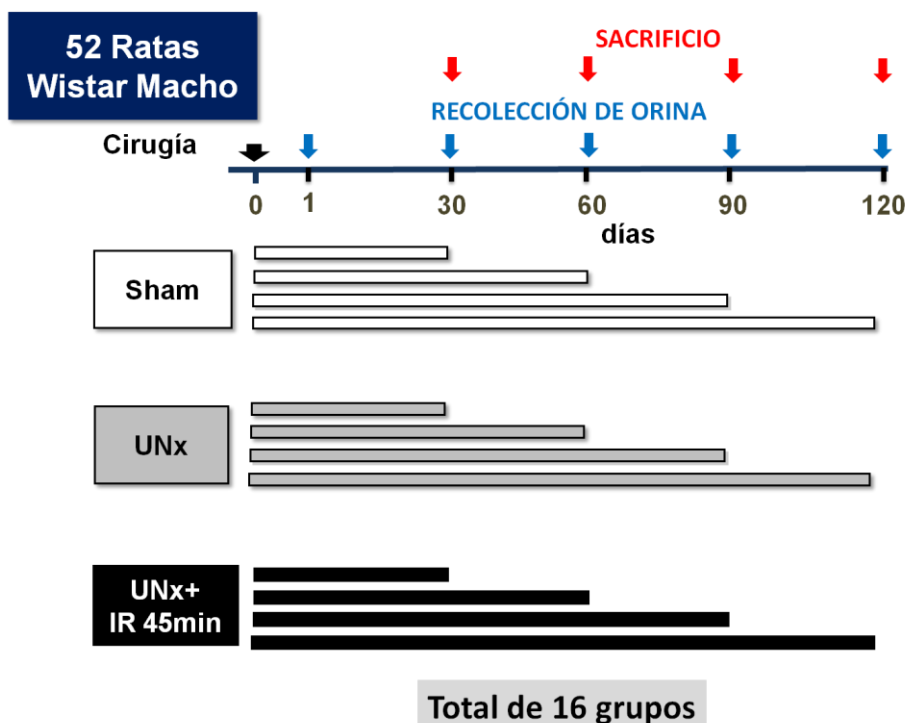 52 Ratas
Wistar Macho
SACRIFICIO
RECOLECCIÓN DE ORINA
Cirugía
0 1 30 60 90 120
días
Sham
UNx
UNx+
IR 45min
Total de 16 grupos